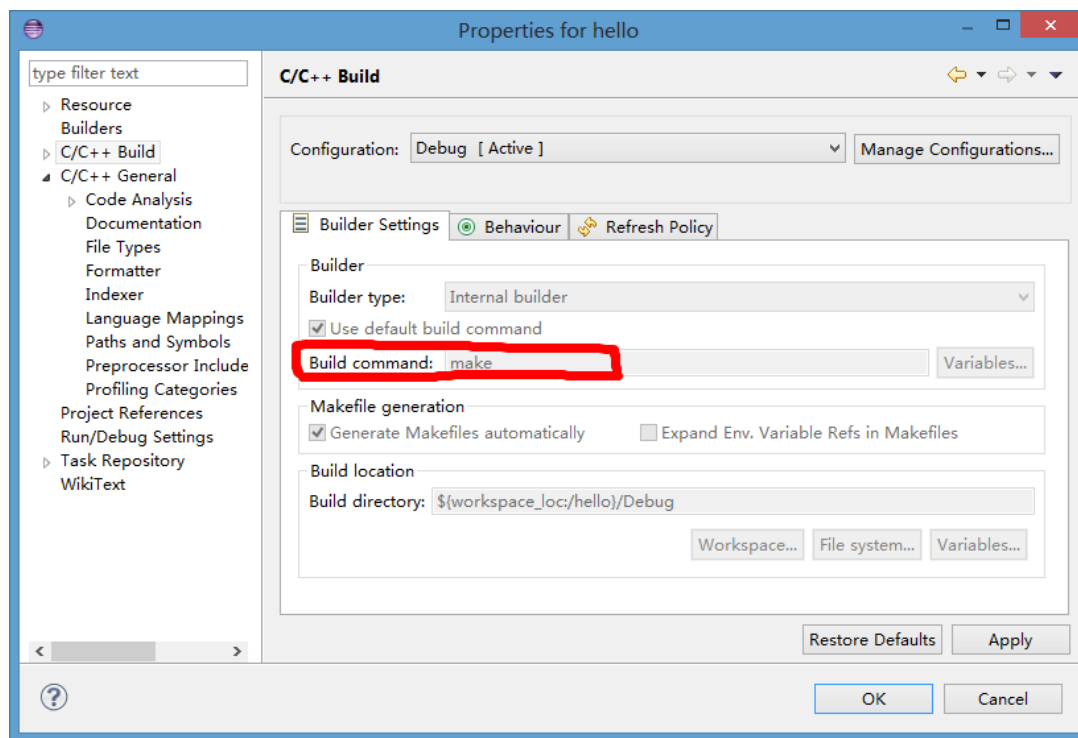 Properties for hello
type filter text
Resource
Builders
C/C++ Build
C/C++ General
Code Analysis
Documentation
File Types
Formatter
Indexer
Language Mappings
Paths and Symbols
Preprocessor Include
Profiling Categories
Project References
Run/Debug Settings
Task Repository
WikiText
C/C++ Build
Configuration: Debug [ Active ] Manage Configurations...
Builder Settings Behaviour Refresh Policy
Builder
Builder type: Internal builder
Use default build command
Build command: make Variables...
Makefile generation
Generate Makefiles automatically Expand Env. Variable Refs in Makefiles
Build location
Build directory: ${workspace_loc:/hello}/Debug
Workspace... File system... Variables...
Restore Defaults Apply
OK Cancel